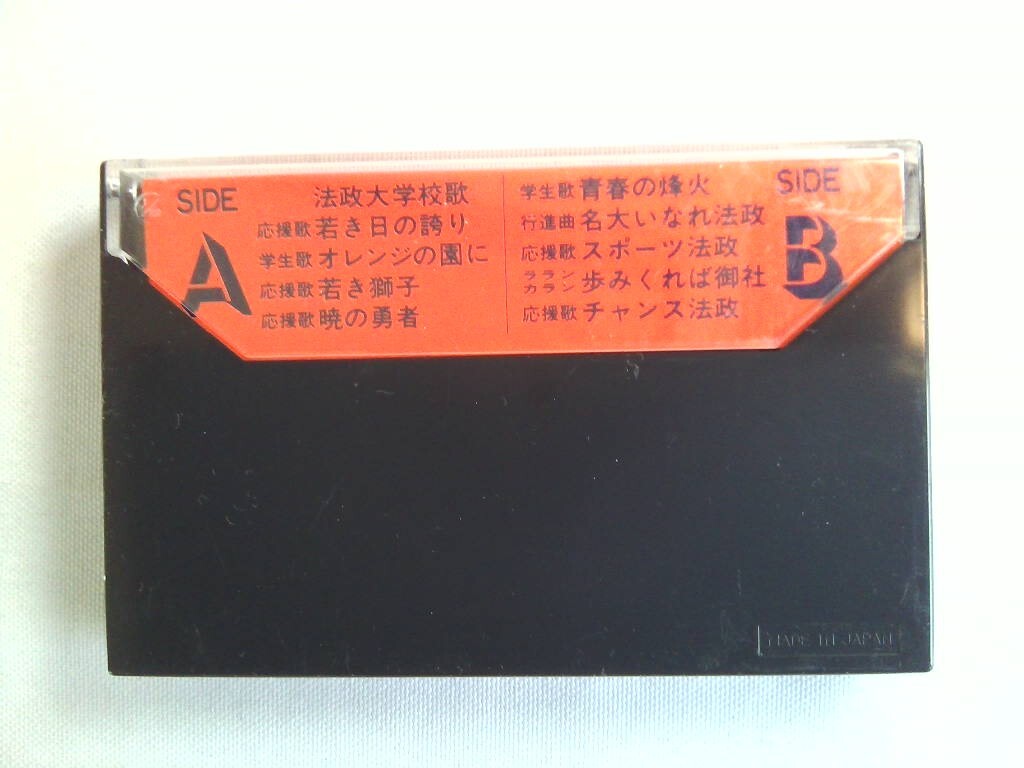 SIDE
A
法政大学校歌
応援歌 若き日の誇り
学生歌 オレンジの園に
応援歌 若き獅子
応援歌 暁の勇者
学生歌 青春の烽火
行進曲 名大いなれ法政
応援歌 スポーツ法政
ララン カラン 歩みくれば御社
応援歌 チャンス法政
SIDE
B
MADE IN JAPAN